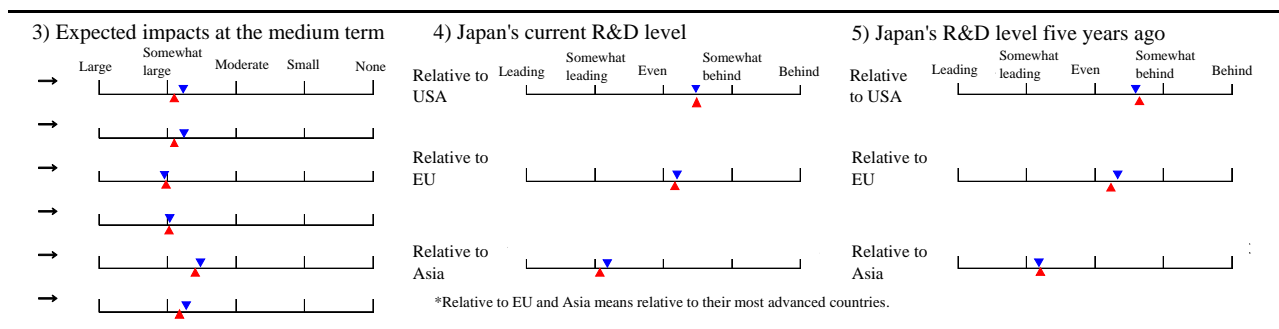 3) Expected impacts at the medium term
Large
Somewhat
large
Moderate
Small
None
→
→
→
→
→
→
4) Japan's current R&D level
Leading
Somewhat
leading
Even
Somewhat
behind
Behind
Relative to
USA
Relative to
EU
Relative to
Asia
*Relative to EU and Asia means relative to their most advanced countries.
5) Japan's R&D level five years ago
Leading
Somewhat
leading
Even
Somewhat
behind
Behind
Relative
to USA
Relative to
EU
Relative to
Asia